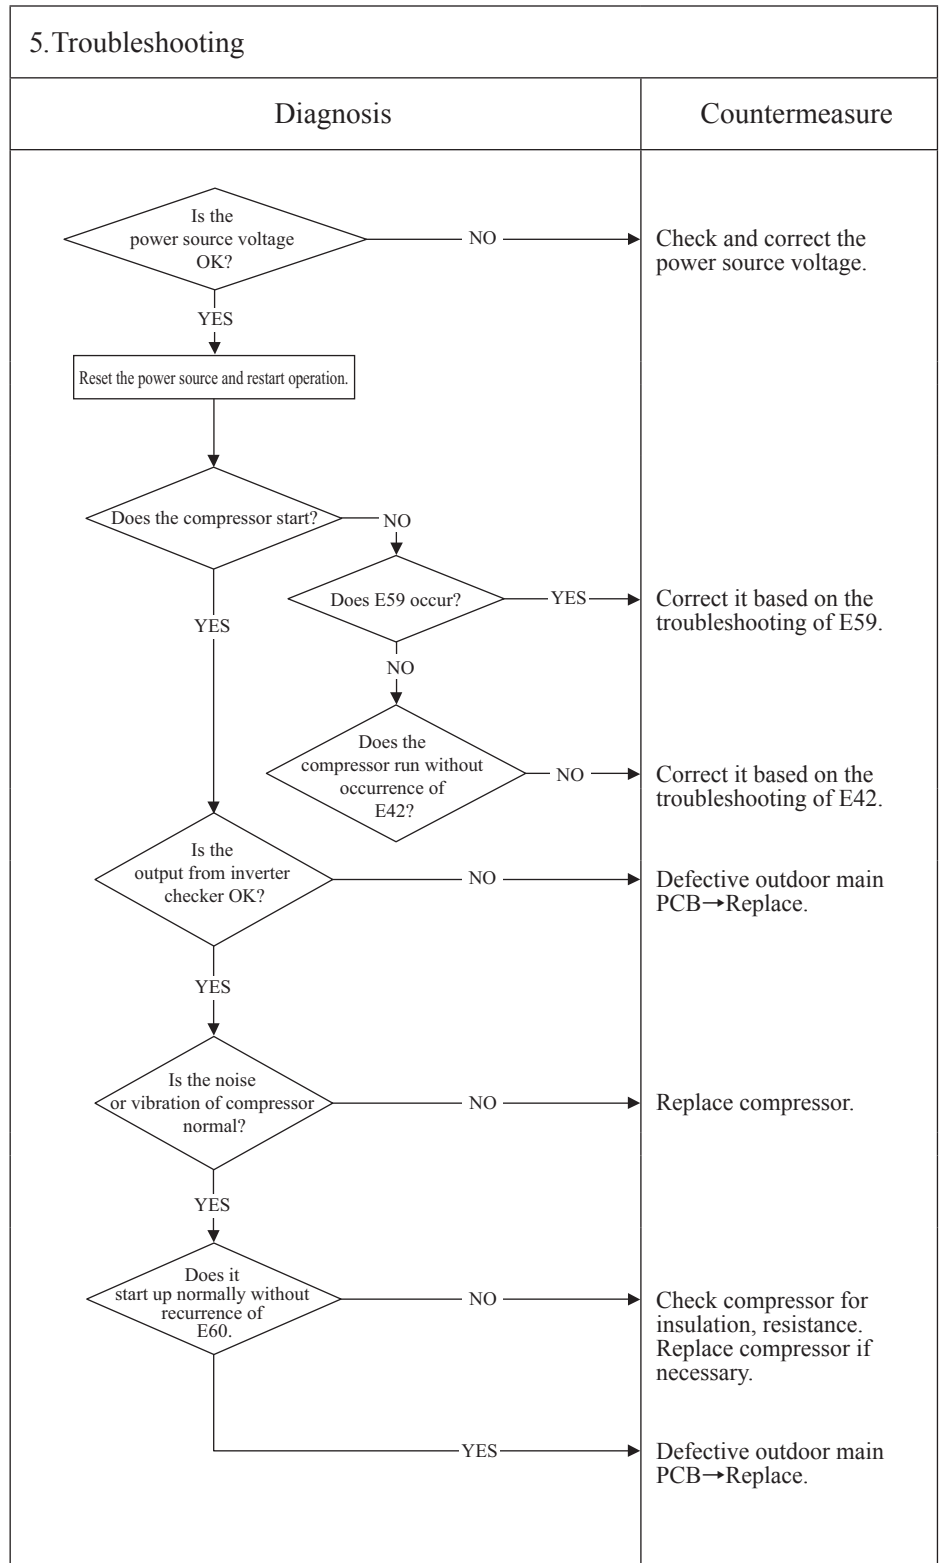 5.Troubleshooting
Diagnosis
Countermeasure
Is the
power source voltage
OK?
NO
Check and correct the
power source voltage.
YES
Reset the power source and restart operation.
Does the compressor start?
NO
Does E59 occur?
YES
Correct it based on the
troubleshooting of E59.
YES
NO
Does the
compressor run without
occurrence of
E42?
NO
Correct it based on the
troubleshooting of E42.
Is the
output from inverter
checker OK?
NO
Defective outdoor main
PCB→Replace.
YES
Is the noise
or vibration of compressor
normal?
NO
Replace compressor.
YES
Does it
start up normally without
recurrence of
E60.
NO
Check compressor for
insulation, resistance.
Replace compressor if
necessary.
YES
Defective outdoor main
PCB→Replace.